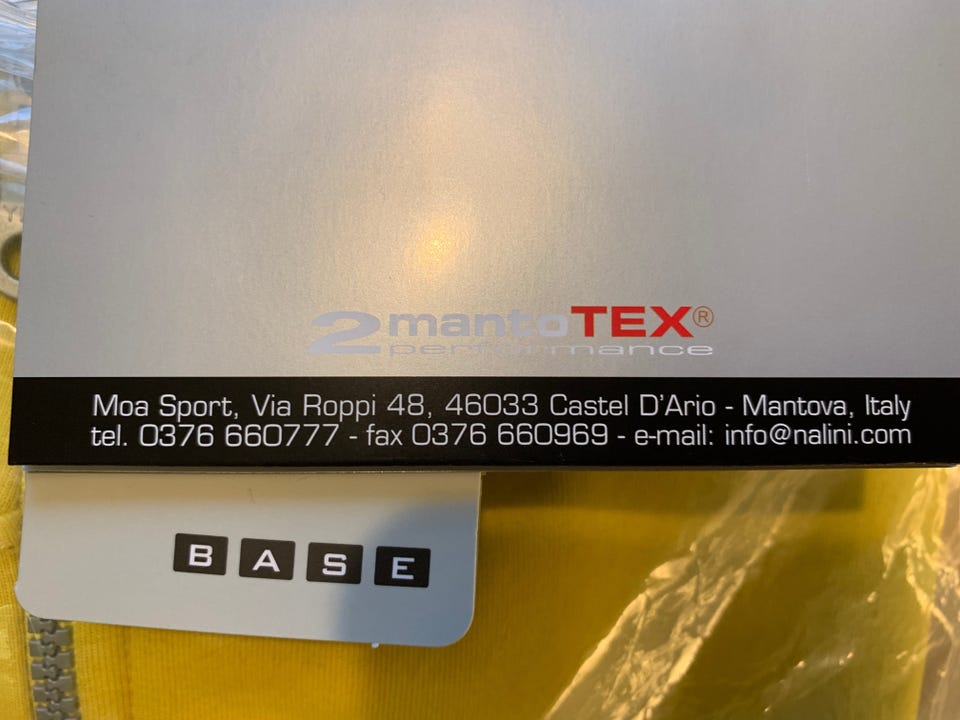 2mantoTEX®
performance
Moa Sport, Via Roppi 48, 46033 Castel D'Ario - Mantova, Italy
tel. 0376 660777 - fax 0376 660969 - e-mail: info@nalini.com
BASE